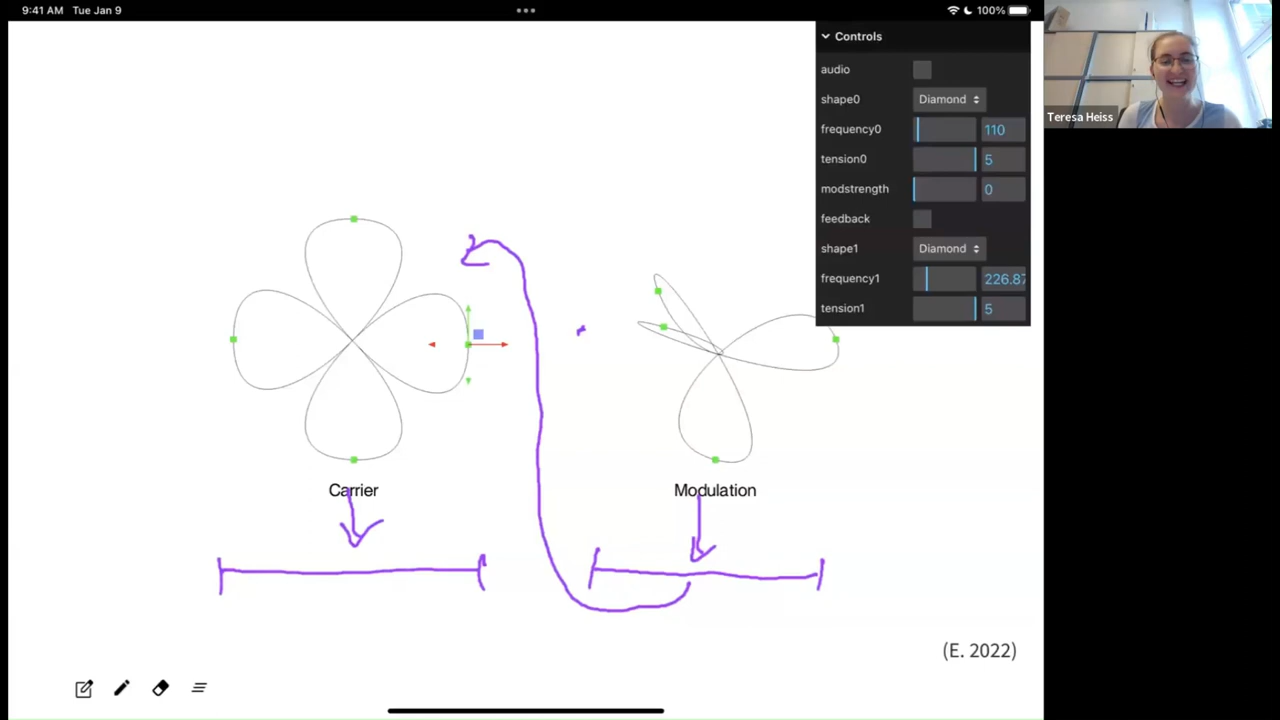 9:41 AM Tue Jan 9
100%
Controls
audio
shape0 Diamond
frequency0 110
tension0 5
modstrength 0
feedback
shape1 Diamond
frequency1 226.87
tension1 5
Teresa Heiss
Carrier
Modulation
(E. 2022)